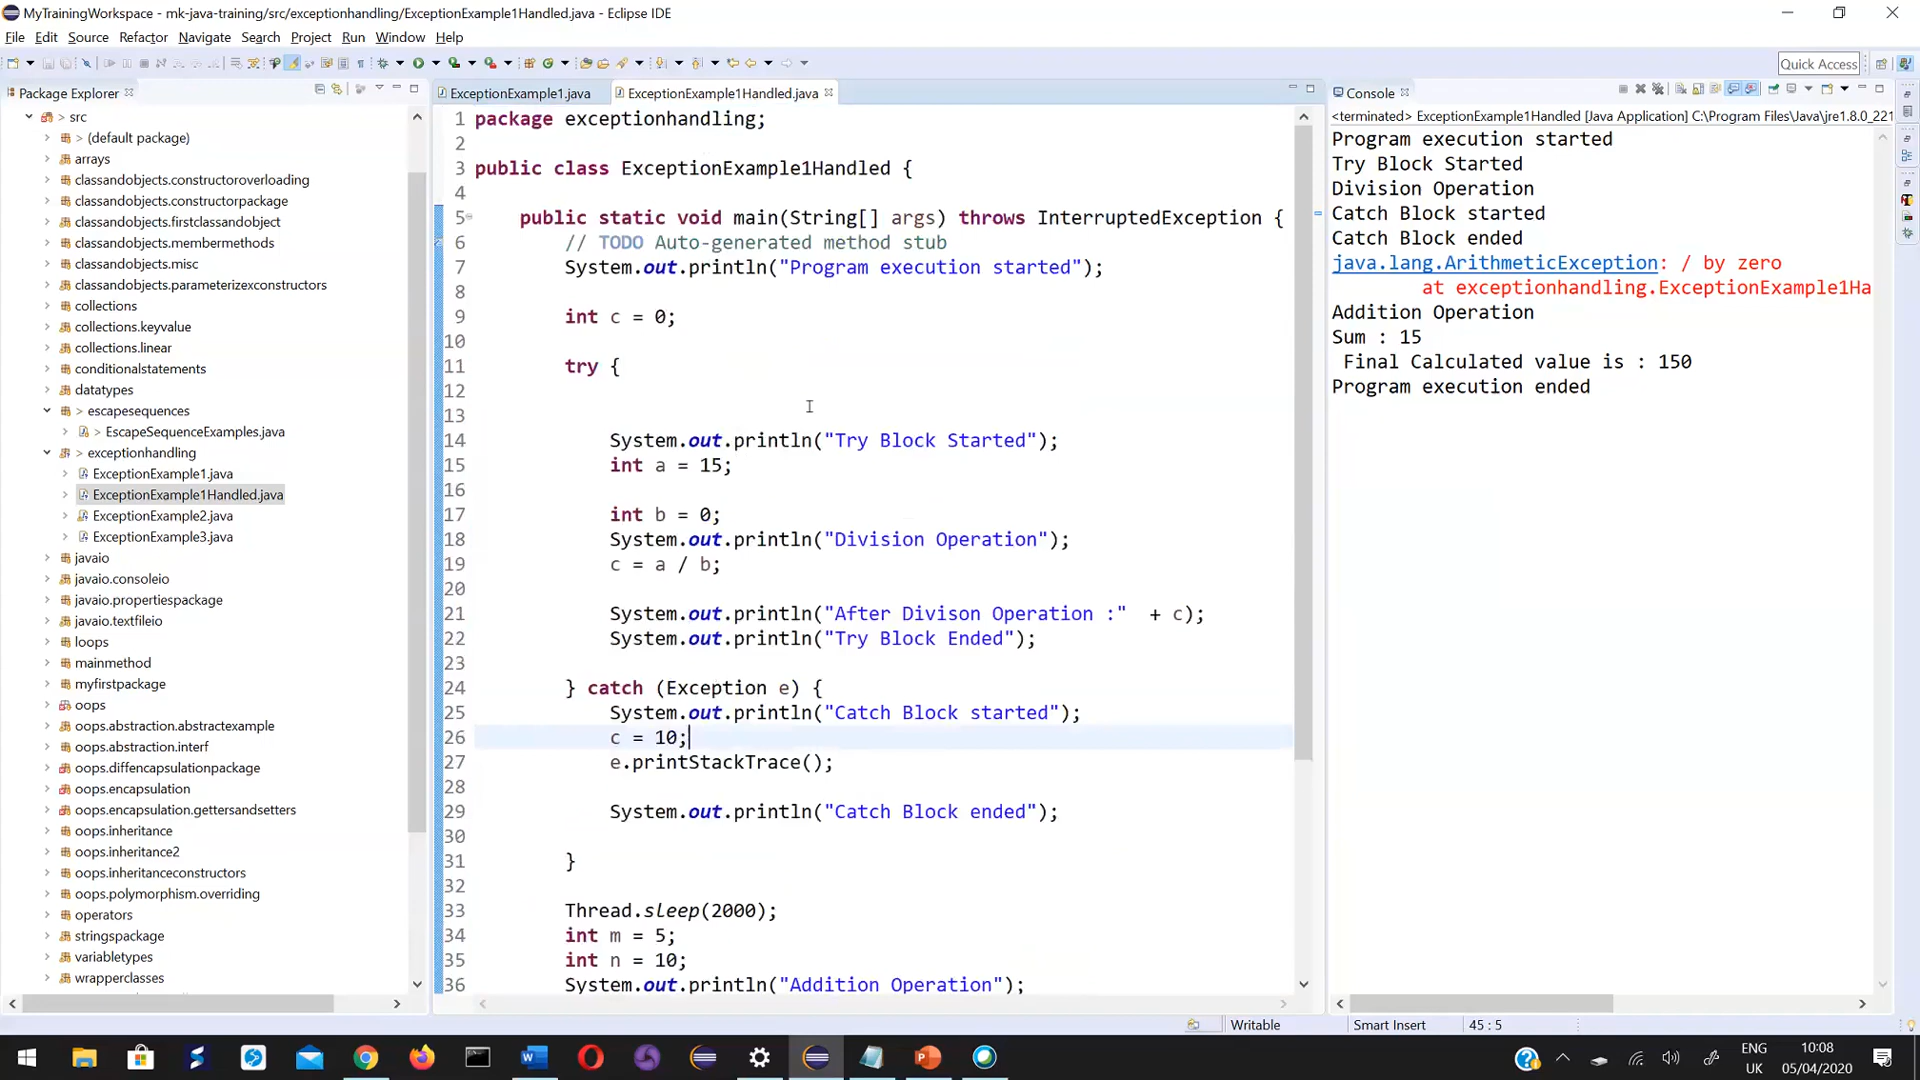 MyTrainingWorkspace - mk-java-training/src/exceptionhandling/ExceptionExample1Handled.java - Eclipse IDE
File Edit Source Refactor Navigate Search Project Run Window Help
Quick Access
Package Explorer
src
> (default package)
arrays
classandobjects.constructoroverloading
classandobjects.constructorpackage
classandobjects.firstclassandobject
classandobjects.membermethods
classandobjects.misc
classandobjects.parameterizexconstructors
collections
collections.keyvalue
collections.linear
conditionalstatements
datatypes
> escapesequences
> EscapeSequenceExamples.java
> exceptionhandling
ExceptionExample1.java
ExceptionExample1Handled.java
ExceptionExample2.java
ExceptionExample3.java
javaio
javaio.consoleio
javaio.propertiespackage
javaio.textfileio
loops
mainmethod
myfirstpackage
oops
oops.abstraction.abstractexample
oops.abstraction.interf
oops.diffencapsulationpackage
oops.encapsulation
oops.encapsulation.gettersandsetters
oops.inheritance
oops.inheritance2
oops.inheritanceconstructors
oops.polymorphism.overriding
operators
stringspackage
variabletypes
wrapperclasses
ExceptionExample1.java
ExceptionExample1Handled.java
1 package exceptionhandling;
2
3 public class ExceptionExample1Handled {
4
5 public static void main(String[] args) throws InterruptedException {
6 // TODO Auto-generated method stub
7 System.out.println("Program execution started");
8
9 int c = 0;
10
11 try {
12
13
14 System.out.println("Try Block Started");
15 int a = 15;
16
17 int b = 0;
18 System.out.println("Division Operation");
19 c = a / b;
20
21 System.out.println("After Divison Operation :" + c);
22 System.out.println("Try Block Ended");
23
24 } catch (Exception e) {
25 System.out.println("Catch Block started");
26 c = 10;
27 e.printStackTrace();
28
29 System.out.println("Catch Block ended");
30
31 }
32
33 Thread.sleep(2000);
34 int m = 5;
35 int n = 10;
36 System.out.println("Addition Operation");
Console
<terminated> ExceptionExample1Handled [Java Application] C:\Program Files\Java\jre1.8.0_221
Program execution started
Try Block Started
Division Operation
Catch Block started
Catch Block ended
java.lang.ArithmeticException: / by zero
at exceptionhandling.ExceptionExample1Ha
Addition Operation
Sum : 15
Final Calculated value is : 150
Program execution ended
Writable
Smart Insert
45 : 5
ENG
UK
10:08
05/04/2020